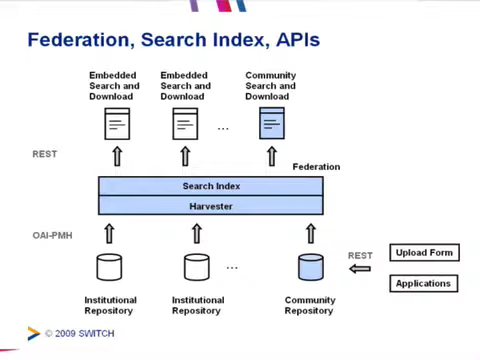 Federation, Search Index, APIs
Embedded
Search and
Download
Embedded
Search and
Download
Community
Search and
Download
...
REST
Federation
Search Index
Harvester
OAI-PMH
...
REST
Upload Form
Applications
Institutional
Repository
Institutional
Repository
Community
Repository
© 2009 SWITCH